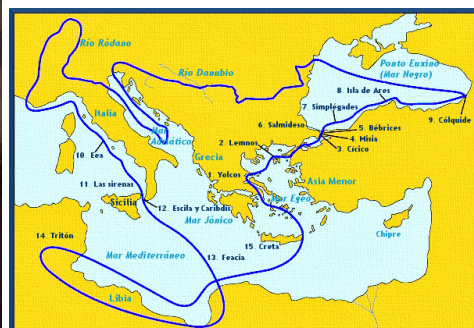 Río Ródano
Río Danubio
Ponto Euxino
(Mar Negro)
8. Isla de Ares
7. Simplégades
9. Cólquide
6. Salmideso
5. Bébrices
4. Misia
3. Cícico
Italia
Mar
Adriático
2. Lemnos
Grecia
1. Yolcos
Asia Menor
10. Eea
11. Las sirenas
Mar Egeo
Sicilia
12. Escila y Caribdis
Mar Jónico
14. Tritón
15. Creta
Chipre
Mar Mediterráneo
13. Feacia
Libia